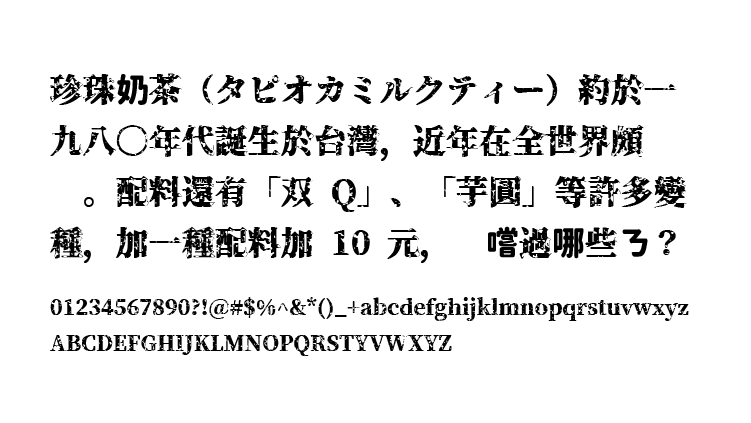 珍珠奶茶（タピオカミルクティー）約於一
九八〇年代誕生於台灣，近年在全世界頗
。配料還有「双 Q」、「芋圓」等許多變
種，加一種配料加 10 元， 嚐過哪些ㄋ？
0123456789０?!@#$%^&*()_+abcdefghijklmnopqrstuvwxyz
ABCDEFGHIJKLMNOPQRSTYVWXYZ